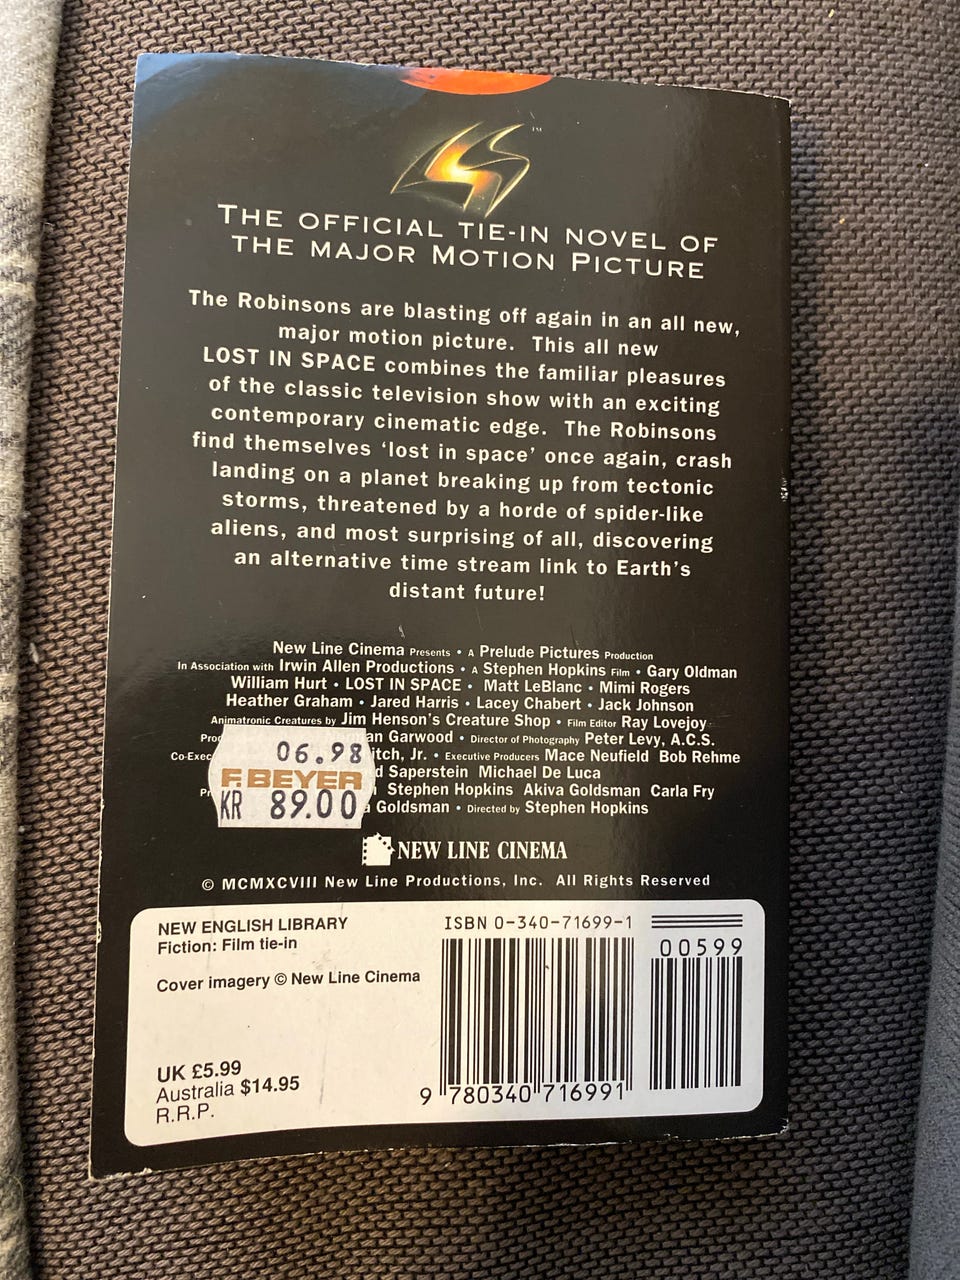 TM
THE OFFICIAL TIE-IN NOVEL OF
THE MAJOR MOTION PICTURE
The Robinsons are blasting off again in an all new,
major motion picture. This all new
LOST IN SPACE combines the familiar pleasures
of the classic television show with an exciting
contemporary cinematic edge. The Robinsons
find themselves ‘lost in space’ once again, crash
landing on a planet breaking up from tectonic
storms, threatened by a horde of spider-like
aliens, and most surprising of all, discovering
an alternative time stream link to Earth’s
distant future!
New Line Cinema Presents • A Prelude Pictures Production
In Association with Irwin Allen Productions • A Stephen Hopkins Film • Gary Oldman
William Hurt • LOST IN SPACE • Matt LeBlanc • Mimi Rogers
Heather Graham • Jared Harris • Lacey Chabert • Jack Johnson
Animatronic Creatures by Jim Henson's Creature Shop • Film Editor Ray Lovejoy
Garwood • Director of Photography Peter Levy, A.C.S.
Jr. • Executive Producers Mace Neufield Bob Rehme
Saperstein Michael De Luca
Stephen Hopkins Akiva Goldsman Carla Fry
Goldsman • Directed by Stephen Hopkins
06.98
F. BEYER
KR 89.00
NEW LINE CINEMA
© MCMXCVIII New Line Productions, Inc. All Rights Reserved
NEW ENGLISH LIBRARY
Fiction: Film tie-in
Cover imagery © New Line Cinema
UK £5.99
Australia $14.95
R.R.P.
ISBN 0-340-71699-1
00599
9 780340 716991